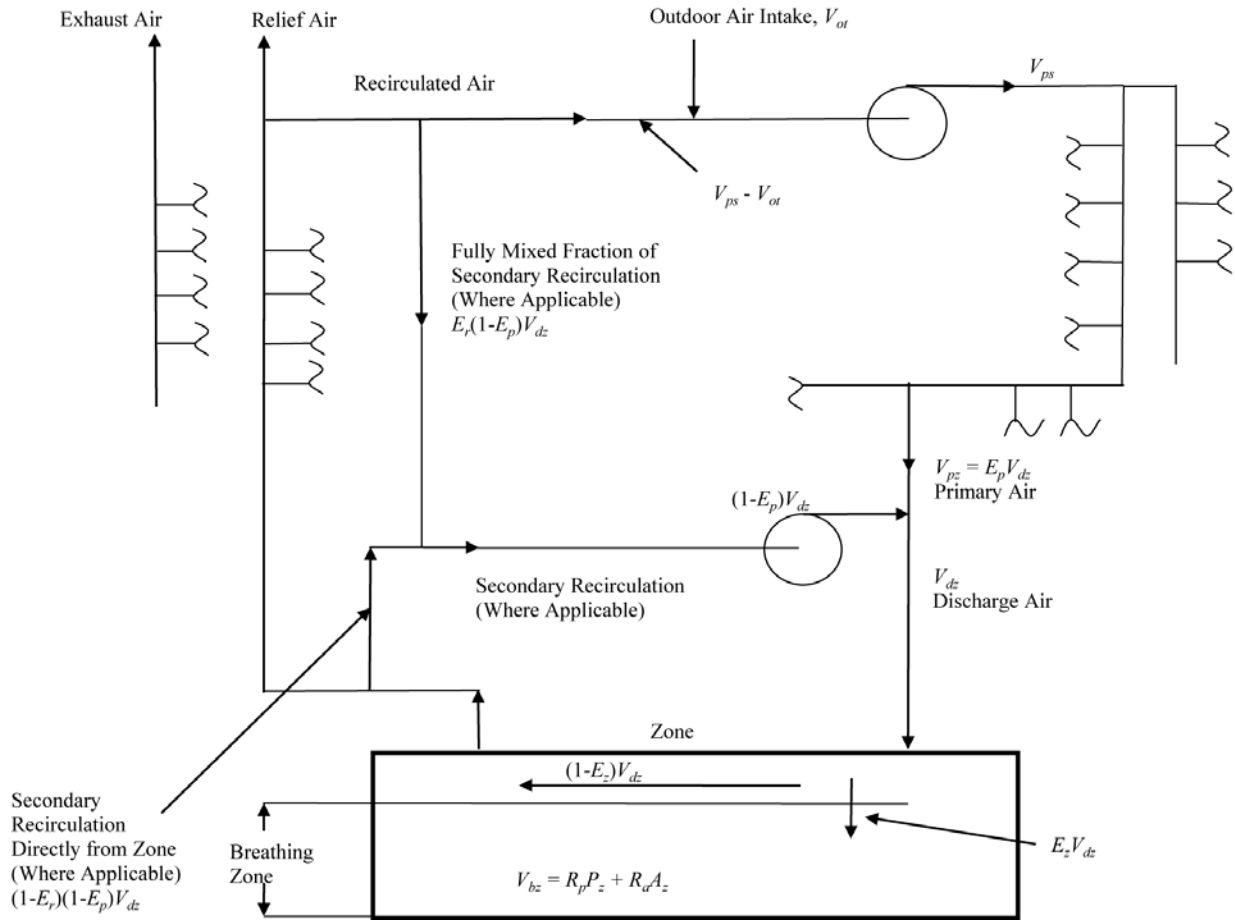 Exhaust Air
Relief Air
Outdoor Air Intake, V_ot
Recirculated Air
V_ps
V_ps - V_ot
Fully Mixed Fraction of
Secondary Recirculation
(Where Applicable)
E_r(1-E_p)V_dz
V_pz = E_pV_dz
Primary Air
(1-E_p)V_dz
Secondary Recirculation
(Where Applicable)
V_dz
Discharge Air
Zone
(1-E_z)V_dz
Secondary
Recirculation
Directly from Zone
(Where Applicable)
(1-E_r)(1-E_p)V_dz
Breathing
Zone
E_zV_dz
V_bz = R_pP_z + R_aA_z